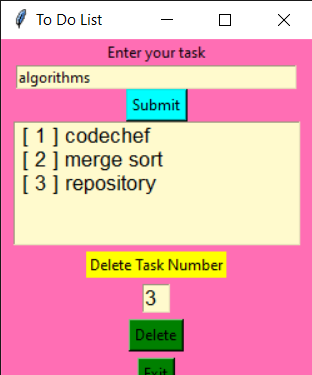 To Do List
Enter your task
algorithms
Submit
[ 1 ] codechef
[ 2 ] merge sort
[ 3 ] repository
Delete Task Number
3
Delete
Exit